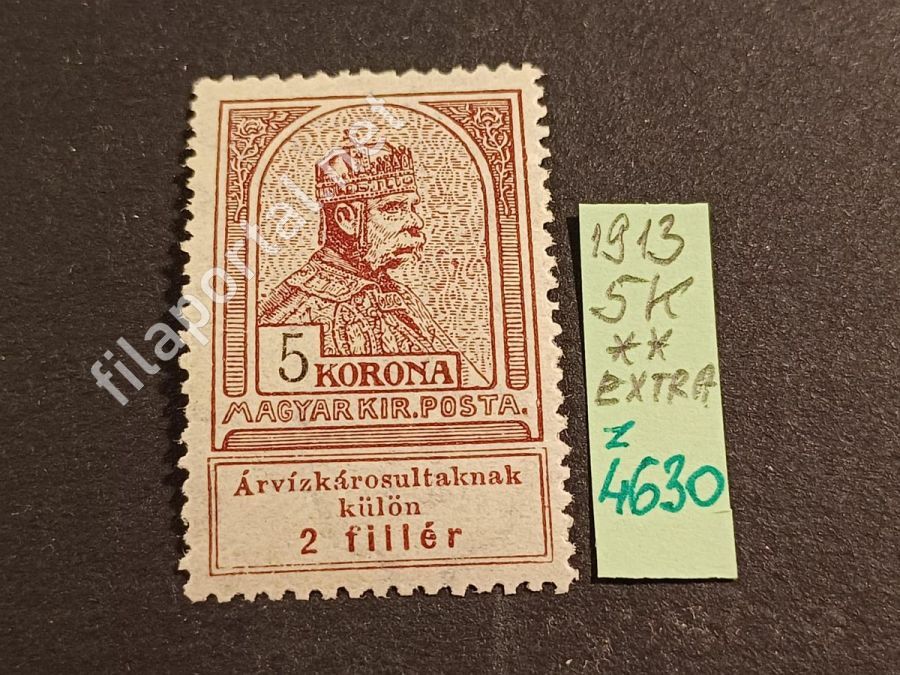 5 KORONA
MAGYAR KIR. POSTA.
Árvízkárosultaknak
külön
2 fillér
1913
5K
**
EXTRA
z
4630
filaportal.net